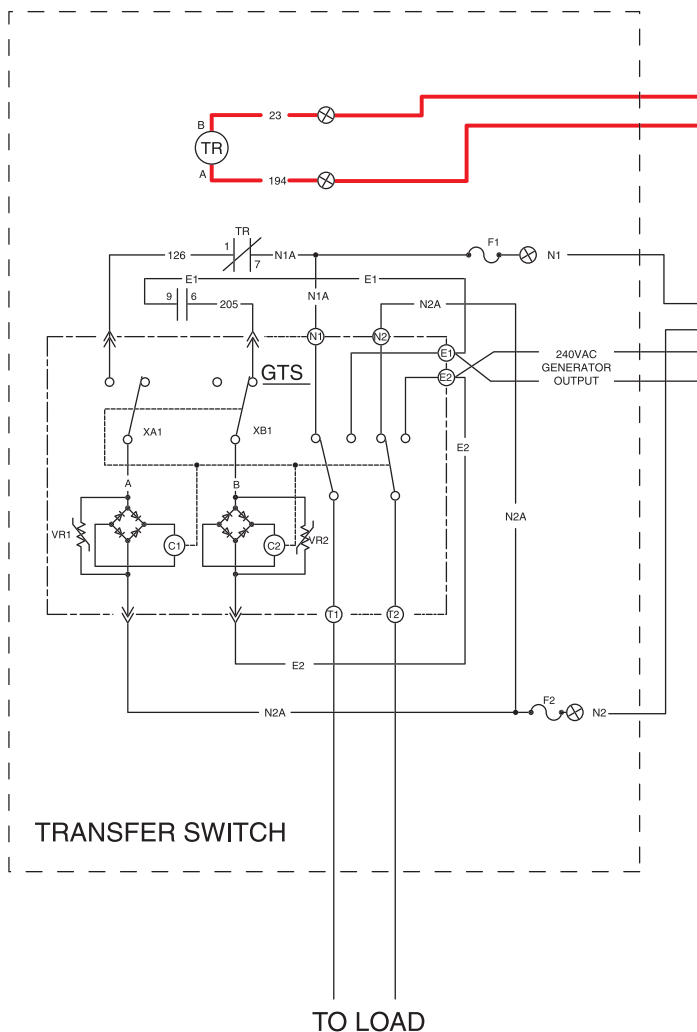 B
23
TR
A
194
TR
1
126
N1A
7
F1
N1
E1
E1
9
6
205
N1A
N2A
N1
N2
E1
E2
240VAC
GENERATOR
OUTPUT
GTS
XA1
XB1
E2
A
B
N2A
VR1
C1
C2
VR2
T1
T2
E2
F2
N2A
N2
TRANSFER SWITCH
TO LOAD